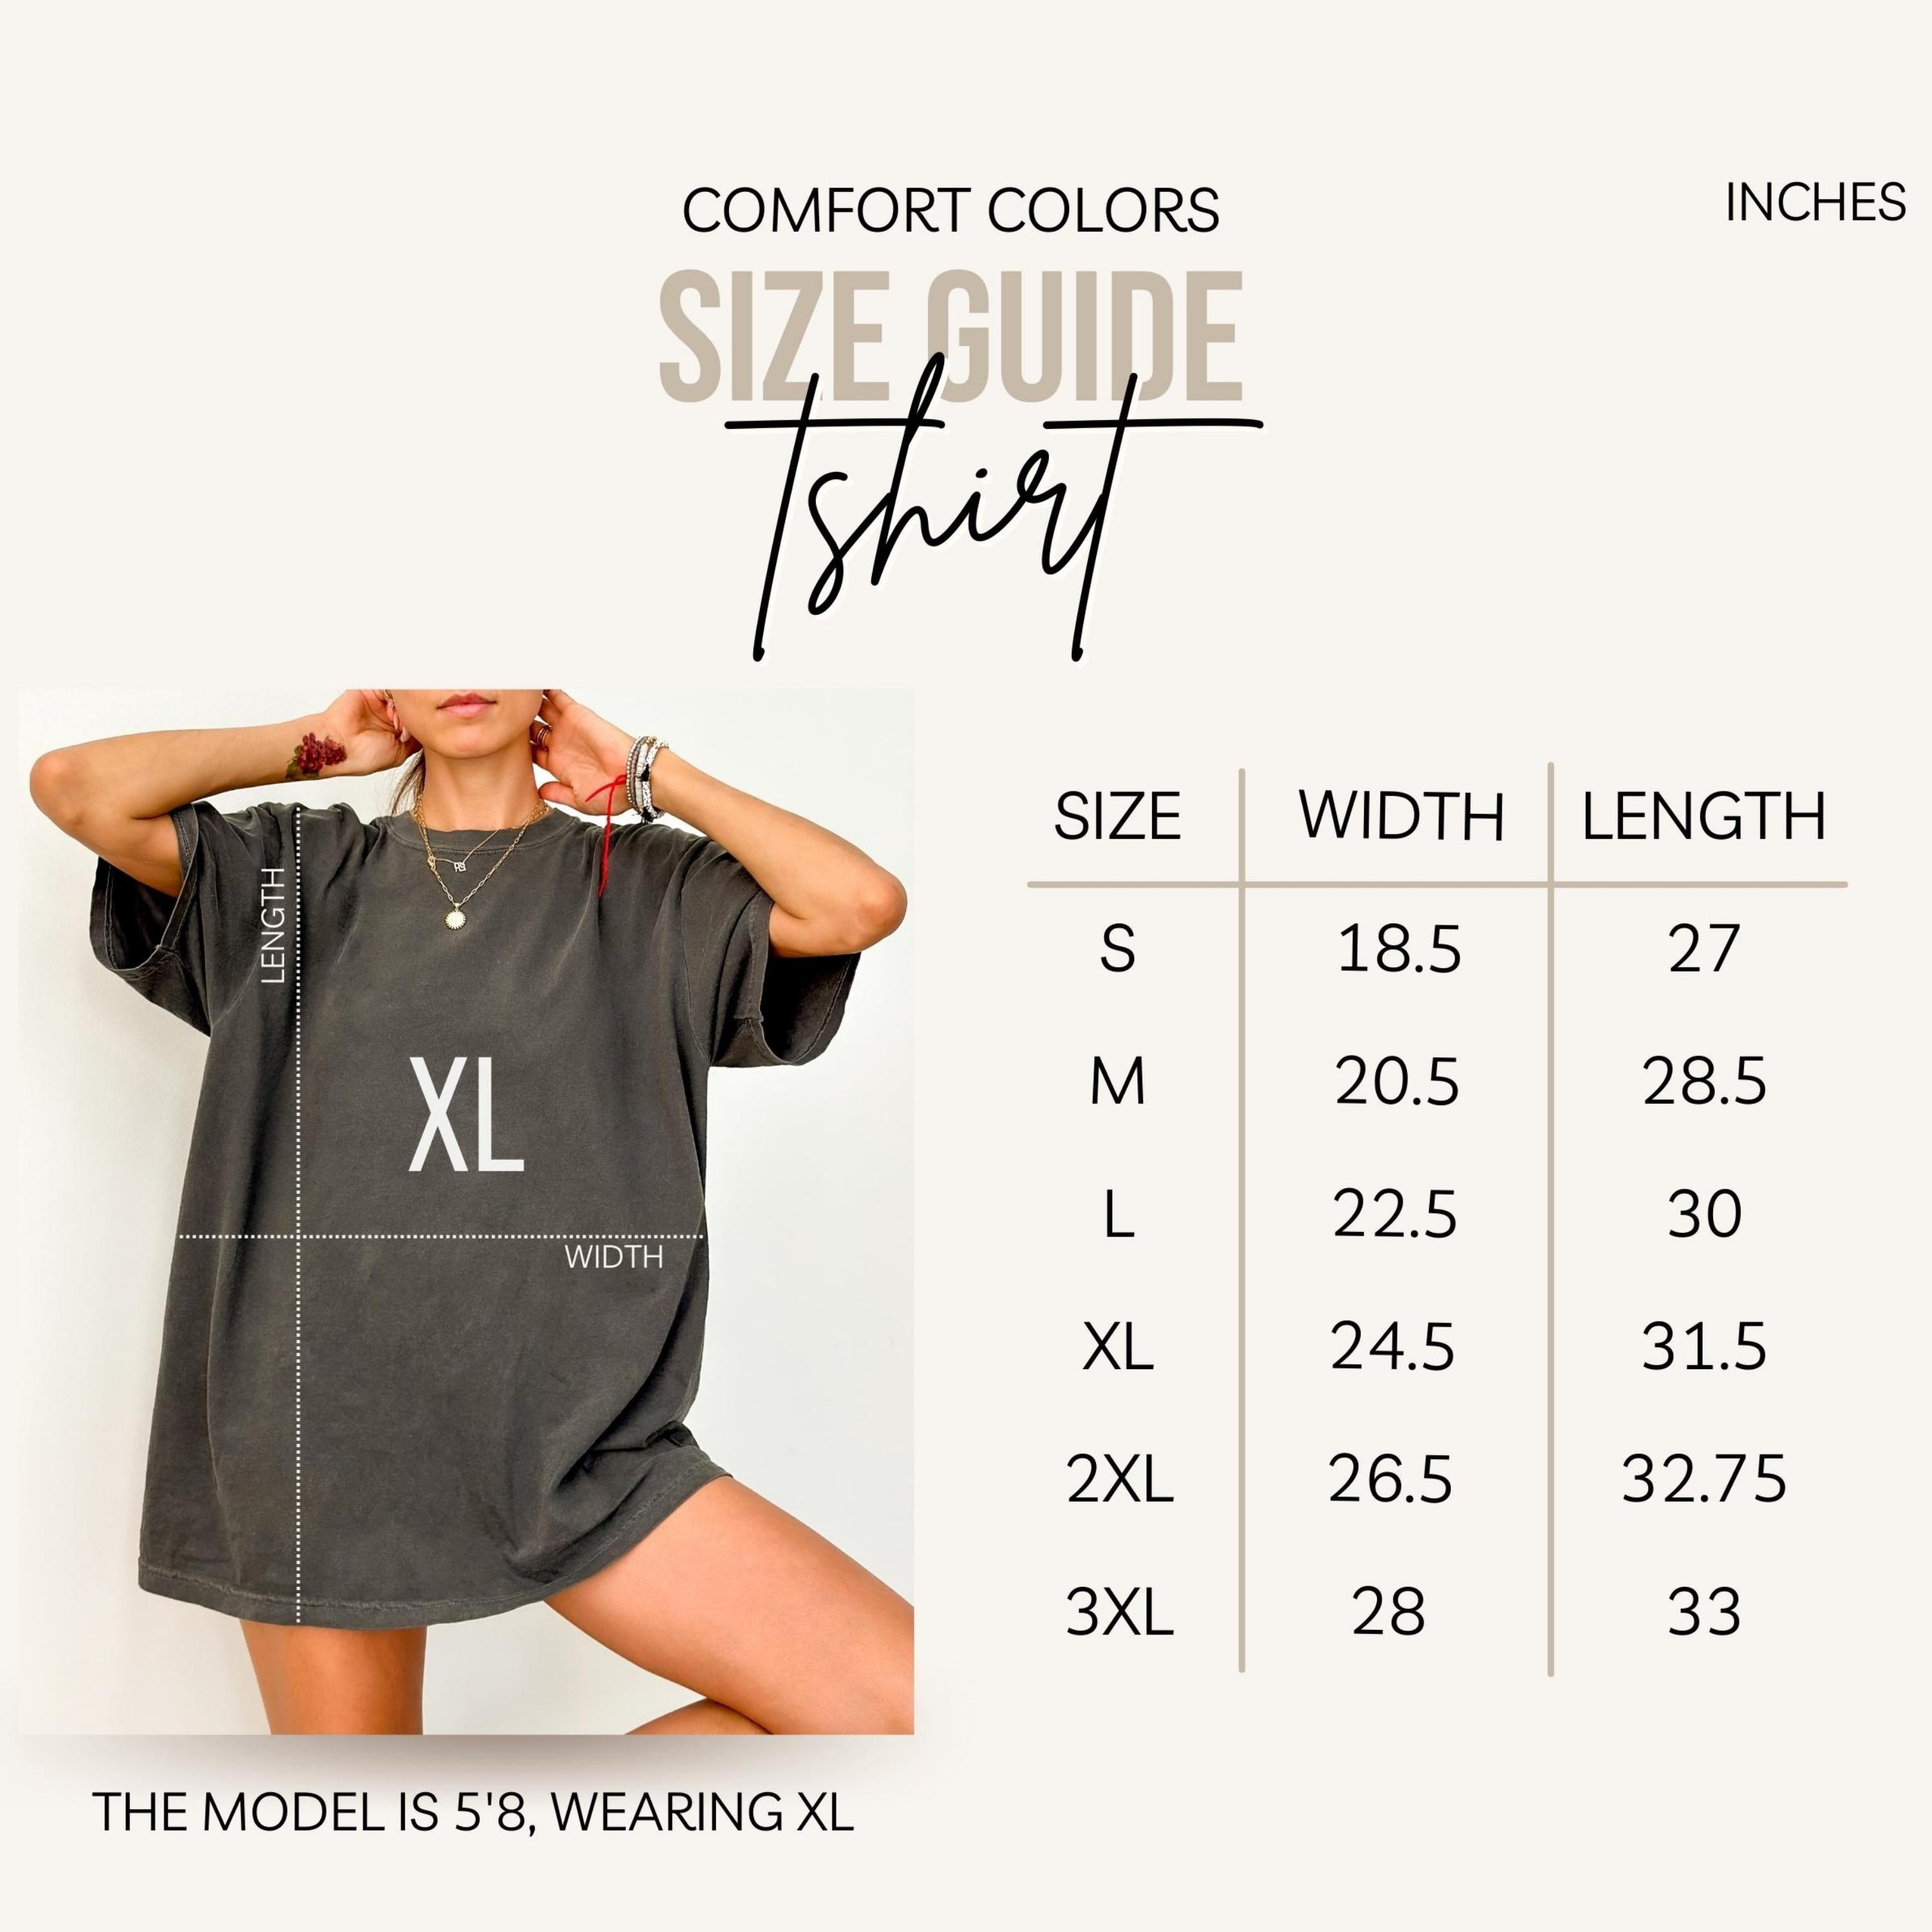 COMFORT COLORS
INCHES
SIZE GUIDE
tshirt
LENGTH
XL
WIDTH
SIZE WIDTH LENGTH
S 18.5 27
M 20.5 28.5
L 22.5 30
XL 24.5 31.5
2XL 26.5 32.75
3XL 28 33
THE MODEL IS 5'8, WEARING XL